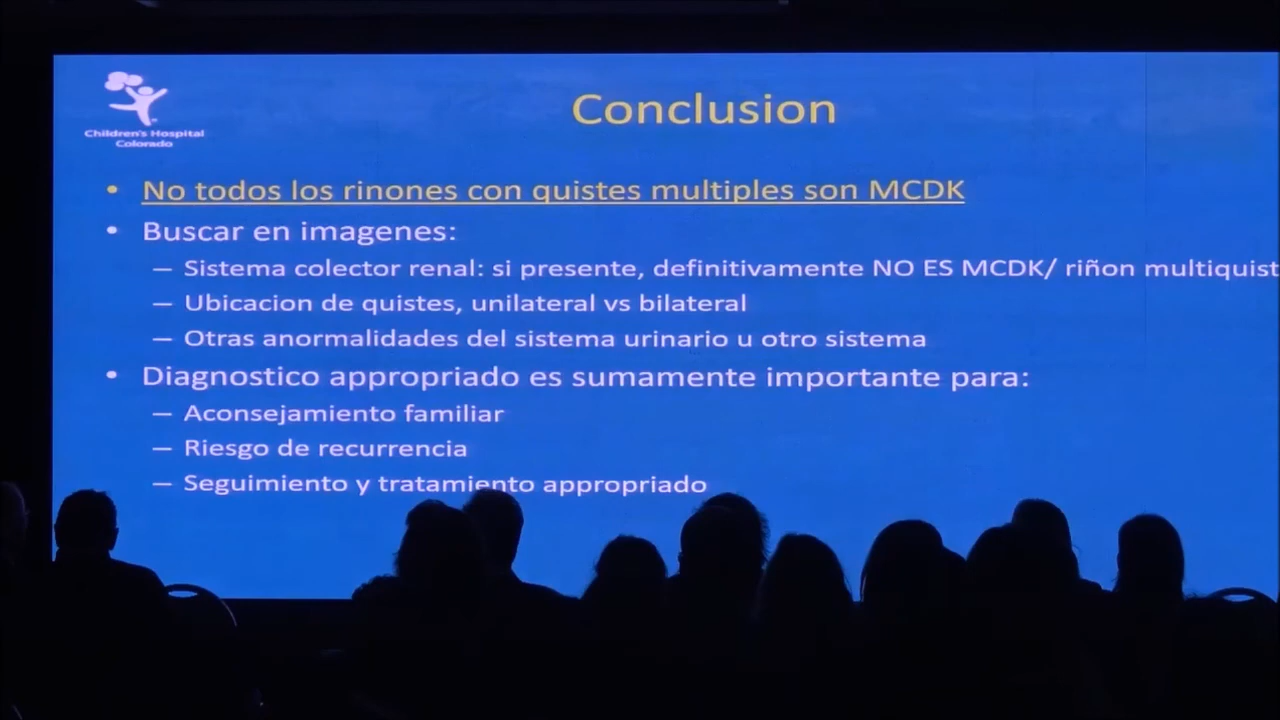 Children's Hospital
Colorado
Conclusion
• No todos los rinones con quistes multiples son MCDK
• Buscar en imagenes:
– Sistema colector renal: si presente, definitivamente NO ES MCDK/ riñon multiquist
– Ubicacion de quistes, unilateral vs bilateral
– Otras anormalidades del sistema urinario u otro sistema
• Diagnostico appropriado es sumamente importante para:
– Aconsejamiento familiar
– Riesgo de recurrencia
– Seguimiento y tratamiento appropriado